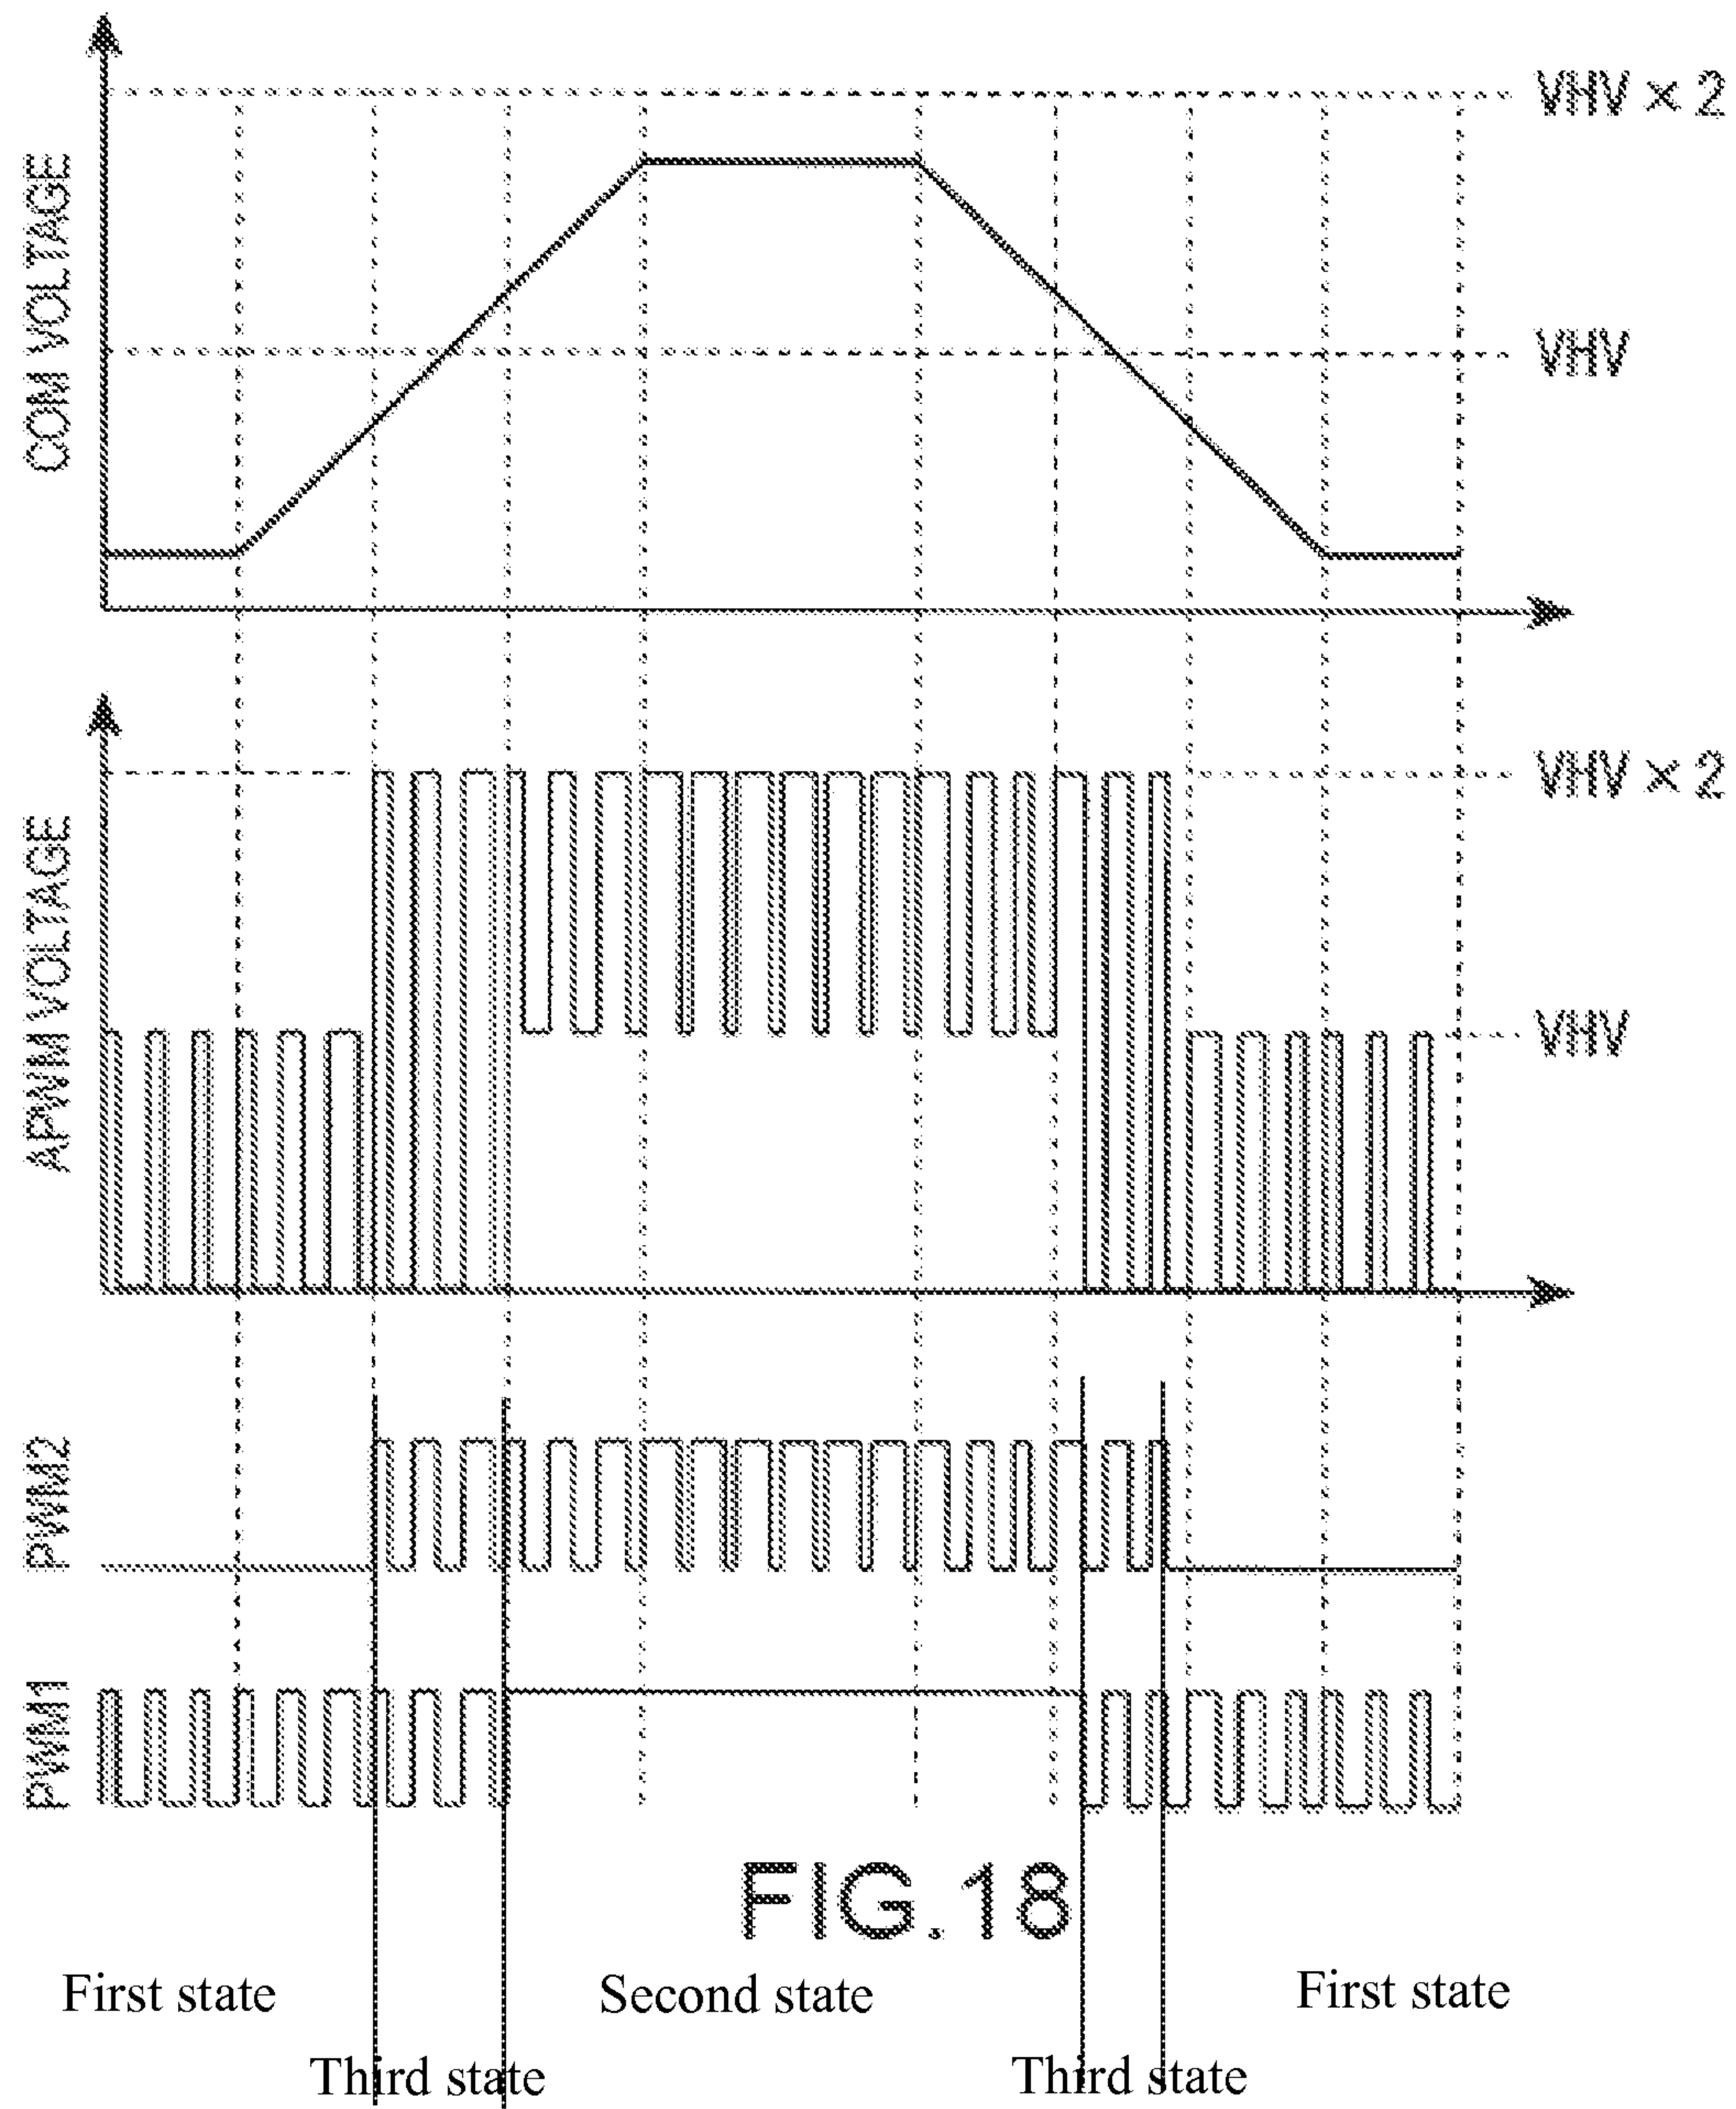 COM VOLTAGE
VHV × 2
VHV
APWM VOLTAGE
VHV × 2
VHV
PWM2
PWM1
FIG.18
First state
Second state
First state
Third state
Third state